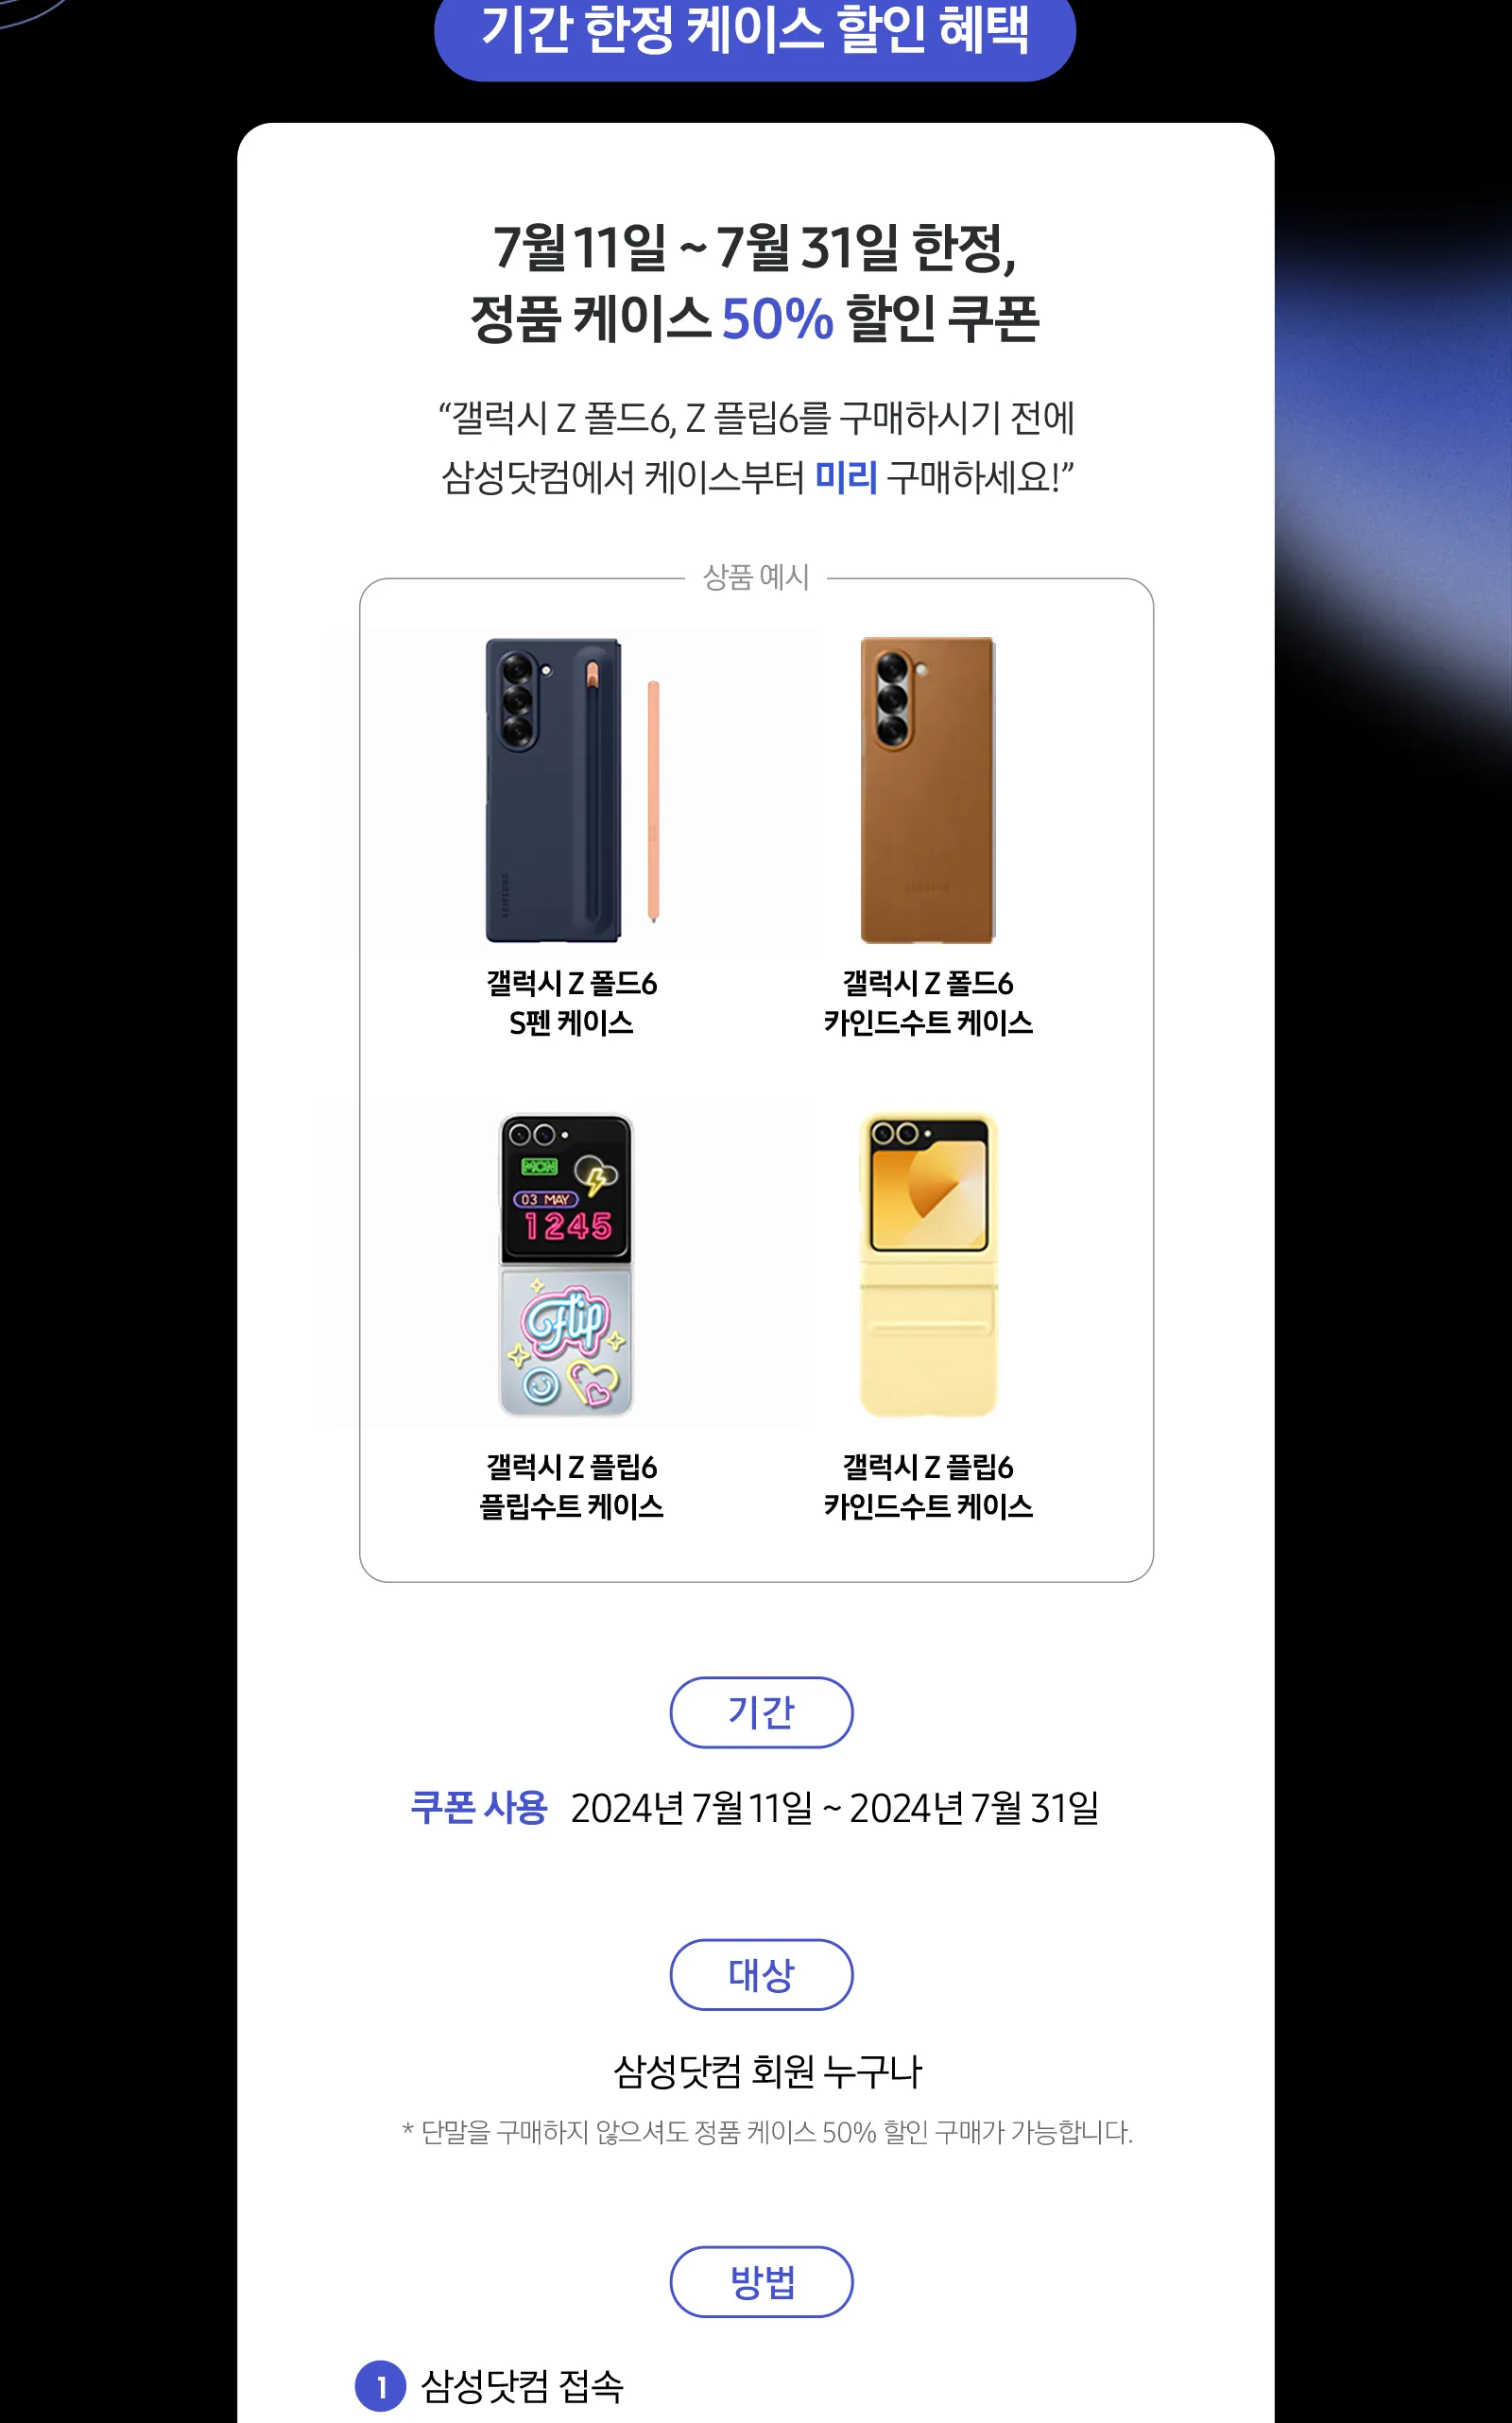 기간 한정 케이스 할인 혜택
7월 11일 ~ 7월 31일 한정,
정품 케이스 50% 할인 쿠폰
“갤럭시 Z 폴드6, Z 플립6를 구매하시기 전에
삼성닷컴에서 케이스부터 미리 구매하세요!”
상품 예시
SAMSUNG
SAMSUNG
갤럭시 Z 폴드6
S펜 케이스
갤럭시 Z 폴드6
카인드수트 케이스
MON
03 MAY
1245
Flip
갤럭시 Z 플립6
플립수트 케이스
갤럭시 Z 플립6
카인드수트 케이스
기간
쿠폰 사용 2024년 7월 11일 ~ 2024년 7월 31일
대상
삼성닷컴 회원 누구나
* 단말을 구매하지 않으셔도 정품 케이스 50% 할인 구매가 가능합니다.
방법
1 삼성닷컴 접속